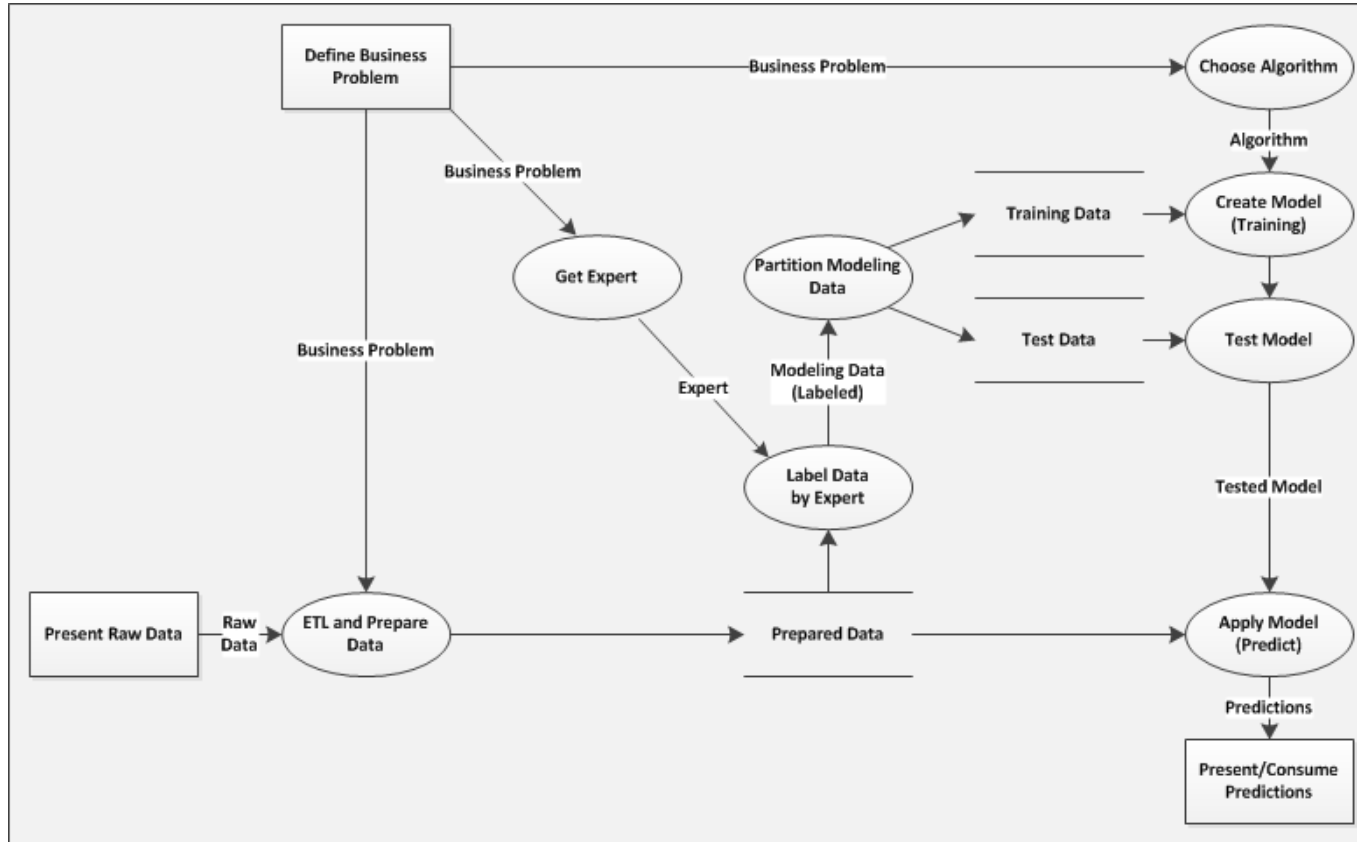 Define Business
Problem
Business Problem
Choose Algorithm
Algorithm
Business Problem
Training Data
Create Model
(Training)
Get Expert
Partition Modeling
Data
Business Problem
Test Data
Test Model
Modeling Data
(Labeled)
Expert
Label Data
by Expert
Tested Model
Present Raw Data
Raw
Data
ETL and Prepare
Data
Prepared Data
Apply Model
(Predict)
Predictions
Present/Consume
Predictions